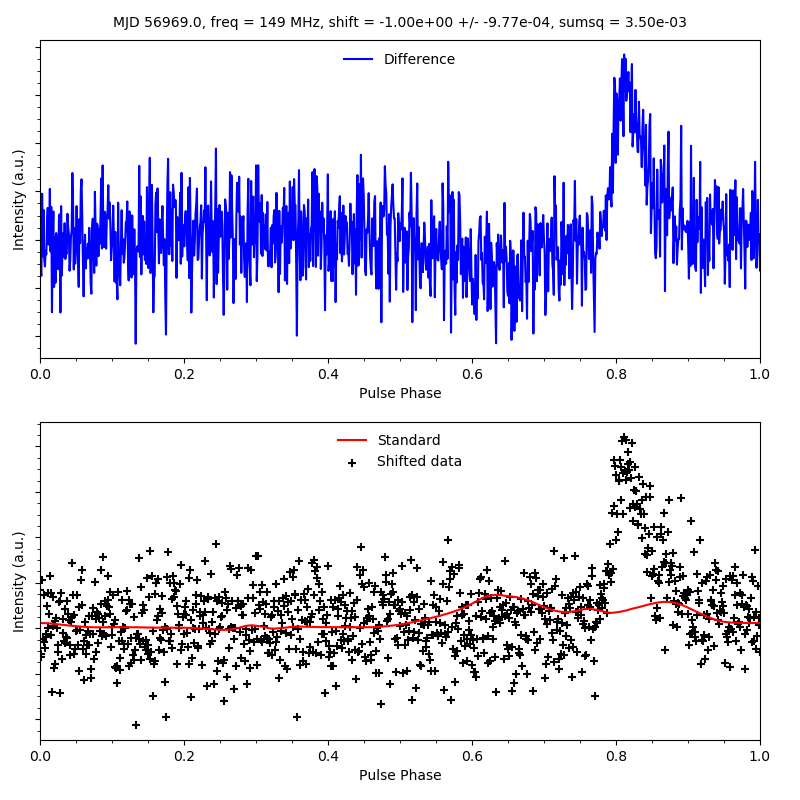 MJD 56969.0, freq = 149 MHz, shift = -1.00e+00 +/- -9.77e-04, sumsq = 3.50e-03
Difference
Intensity (a.u.)
0.0 0.2 0.4 0.6 0.8 1.0
Pulse Phase
Standard
Shifted data
Intensity (a.u.)
0.0 0.2 0.4 0.6 0.8 1.0
Pulse Phase